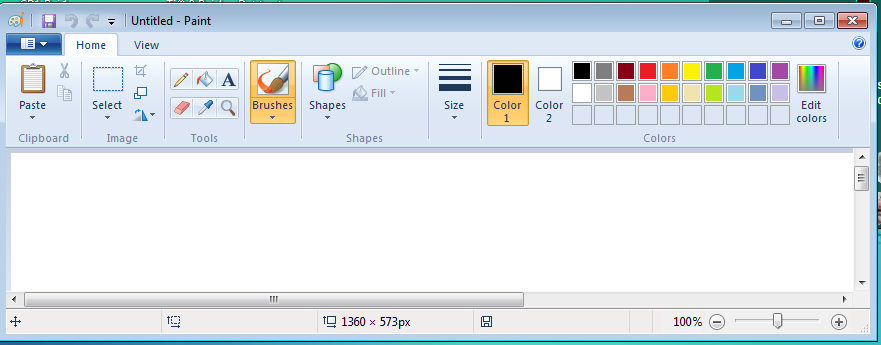 Untitled - Paint
Home View
Paste
Clipboard
Select
Image
A
Tools
Brushes
Shapes
Outline
Fill
Shapes
Size
Color
1
Color
2
Edit
colors
Colors
1360 × 573px
100%